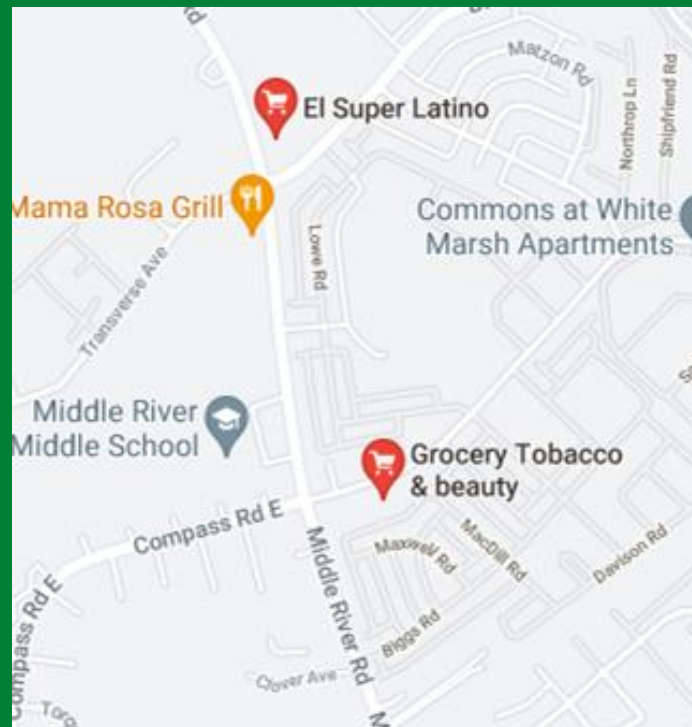 Rd
Matzon Rd
El Super Latino
Northrop Ln
Shipfriend Rd
Mama Rosa Grill
Commons at White
Marsh Apartments
Lowe Rd
Transverse Ave
Middle River
Middle School
Grocery Tobacco
& beauty
Compass Rd E
Maxwell Rd
MacDill Rd
Davison Rd
Middle River Rd
Compass Rd E
Biggs Rd
Clover Ave